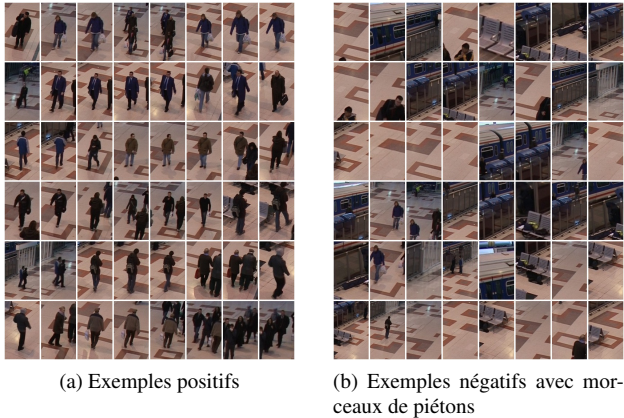 (a) Exemples positifs
(b) Exemples négatifs avec mor-
ceaux de piétons